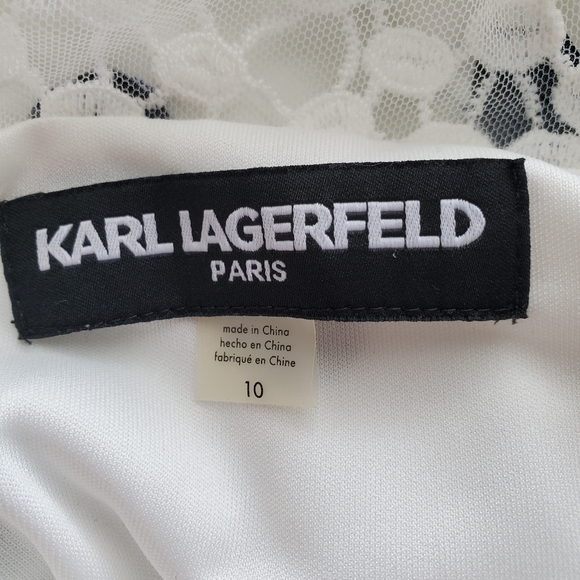 KARL LAGERFELD
PARIS
made in China
hecho en China
fabriqué en Chine
10